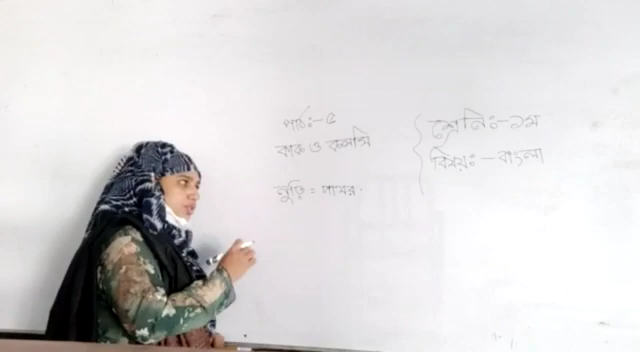 পাঠঃ-৫
কাক ও কলসি
নুড়ি = পাথর
শ্রেনিঃ-১ম
বিষয়ঃ-বাংলা